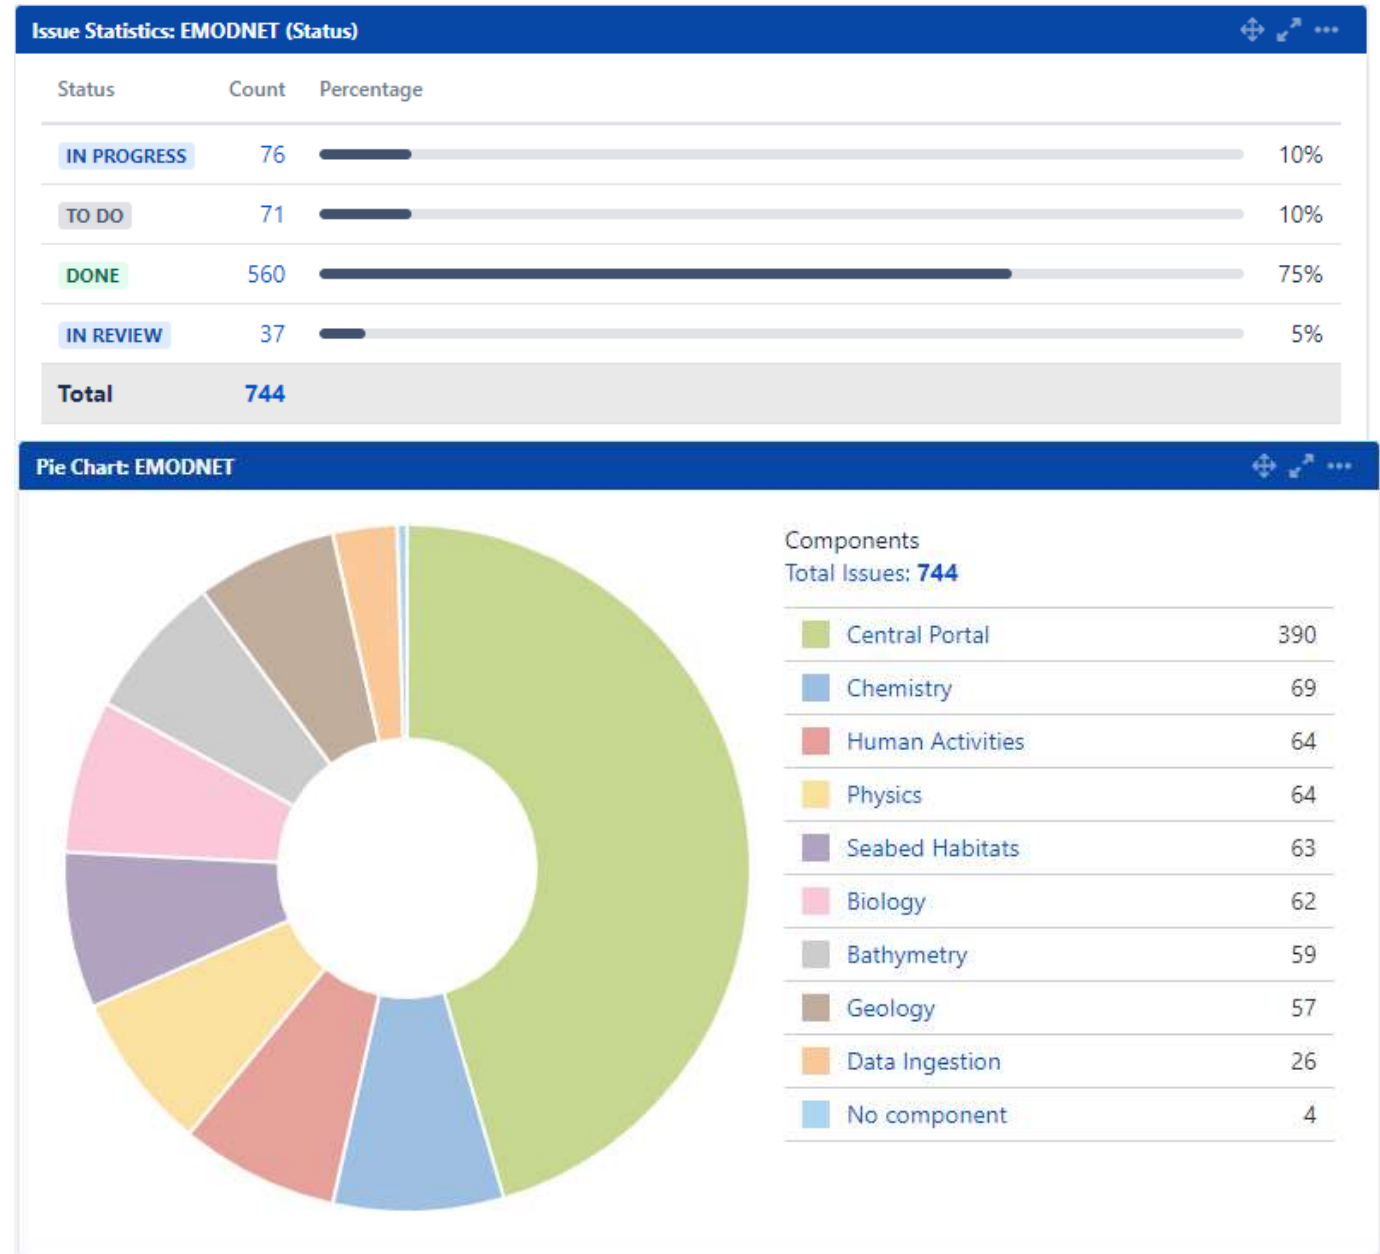 Issue Statistics: EMODNET (Status)
Status Count Percentage
IN PROGRESS 76 10%
TO DO 71 10%
DONE 560 75%
IN REVIEW 37 5%
Total 744
Pie Chart: EMODNET
Components
Total Issues: 744
Central Portal 390
Chemistry 69
Human Activities 64
Physics 64
Seabed Habitats 63
Biology 62
Bathymetry 59
Geology 57
Data Ingestion 26
No component 4